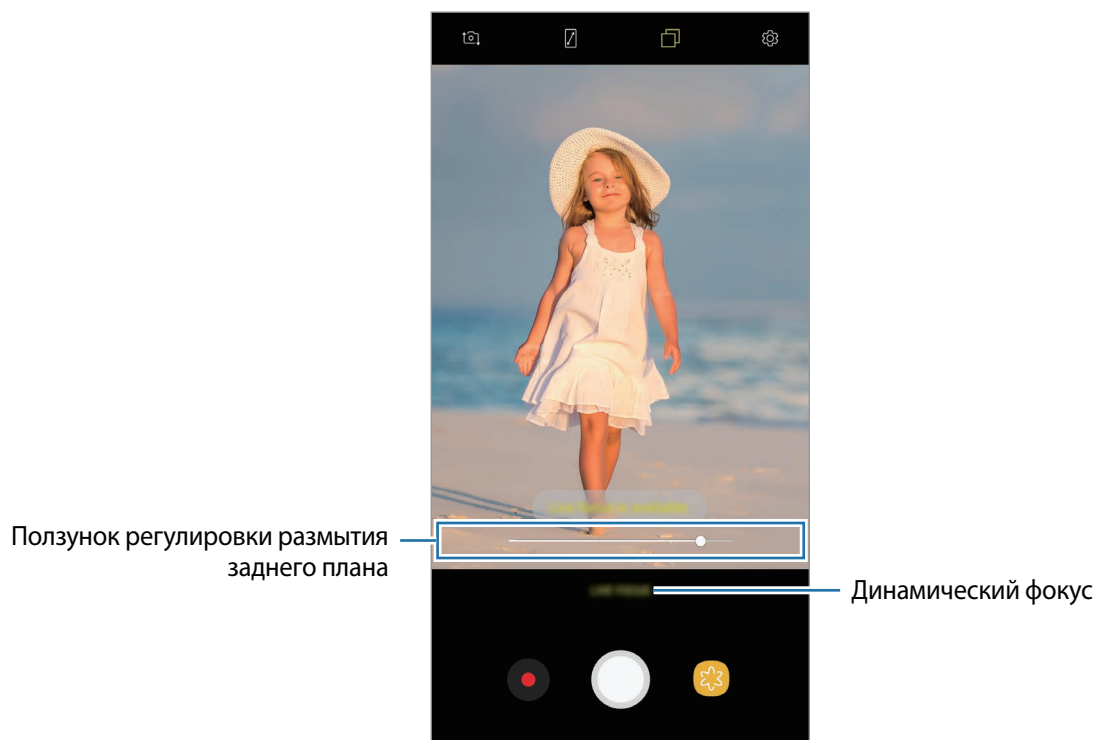 Ползунок регулировки размытия
заднего плана
Динамический фокус